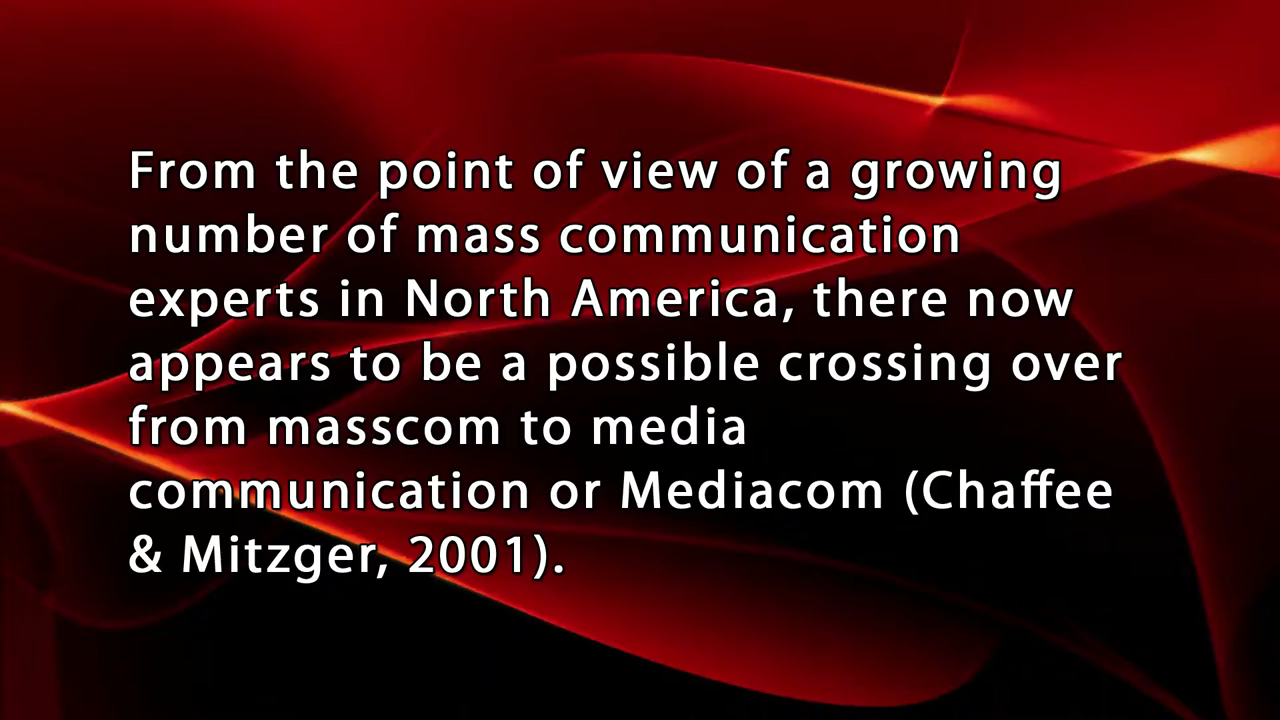 From the point of view of a growing
number of mass communication
experts in North America, there now
appears to be a possible crossing over
from masscom to media
communication or Mediacom (Chaffee
& Mitzger, 2001).